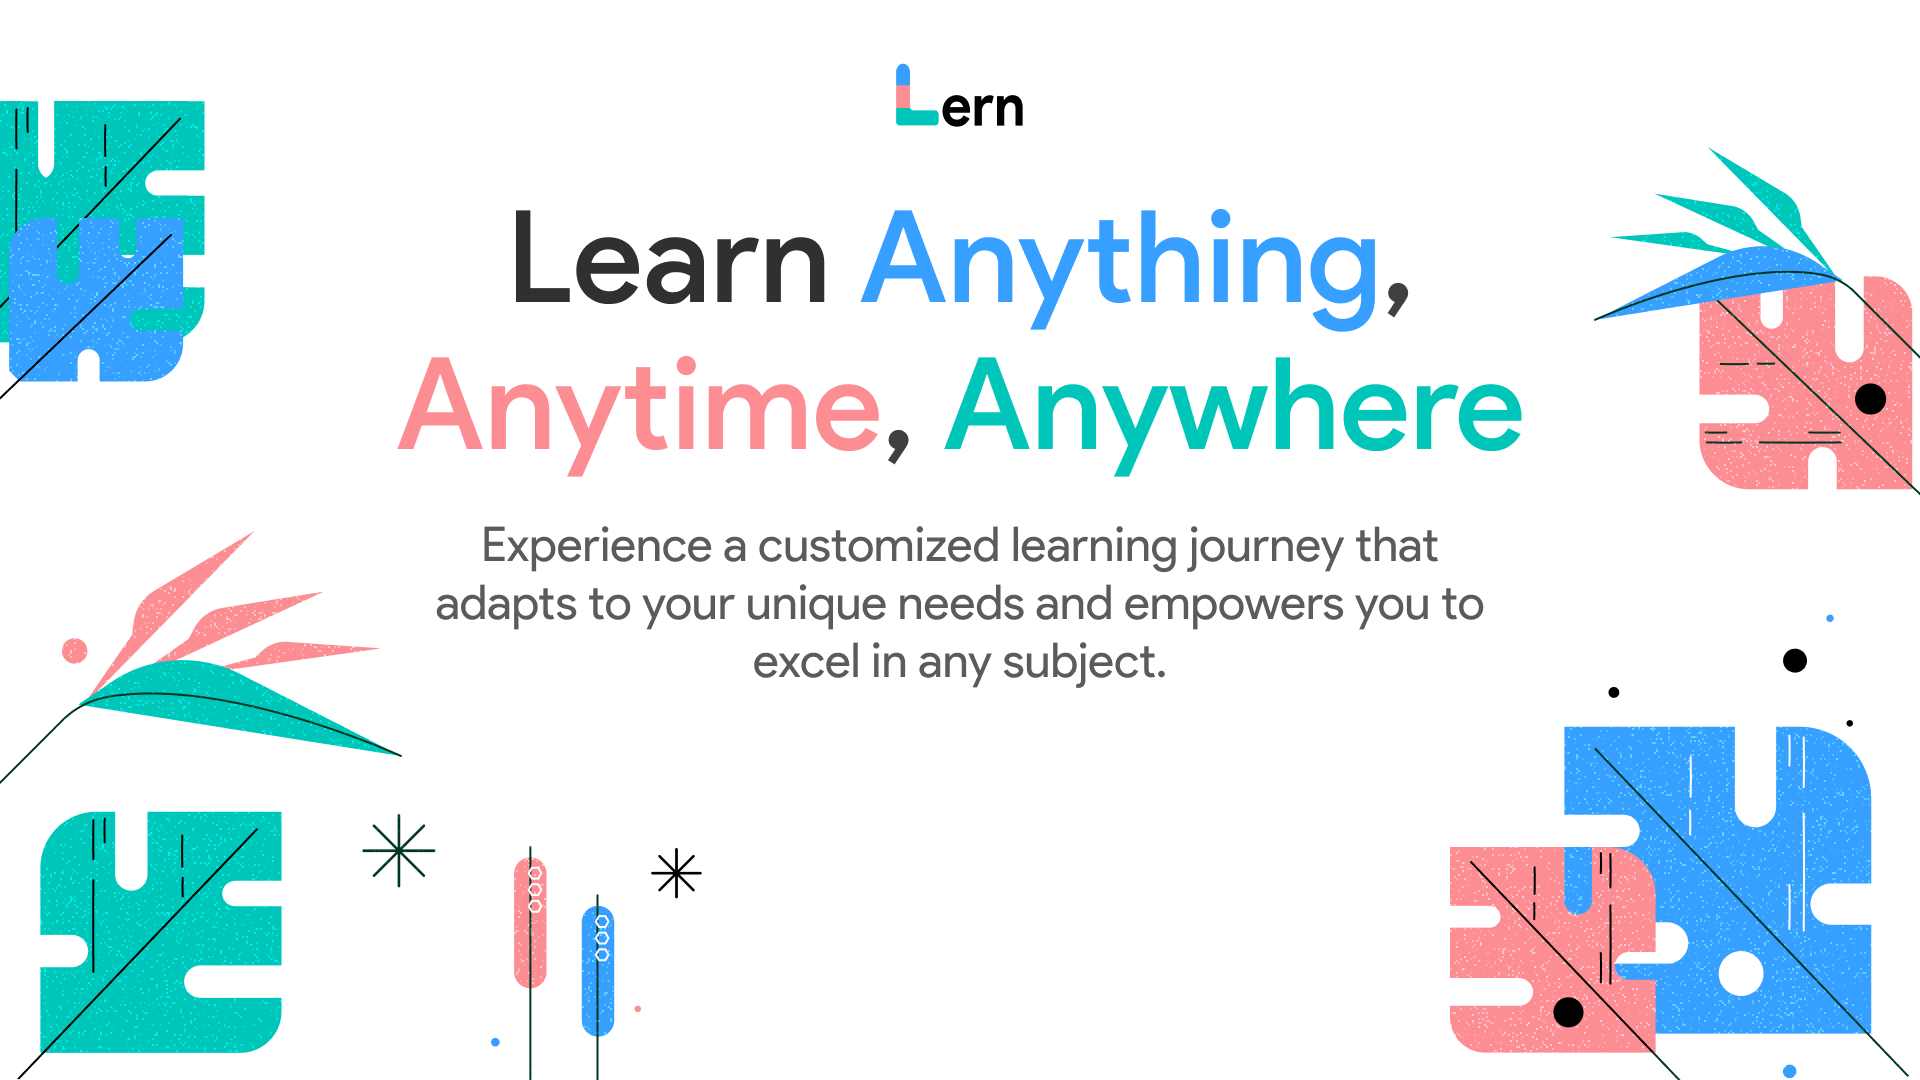 Lern
Learn Anything,
Anytime, Anywhere
Experience a customized learning journey that
adapts to your unique needs and empowers you to
excel in any subject.